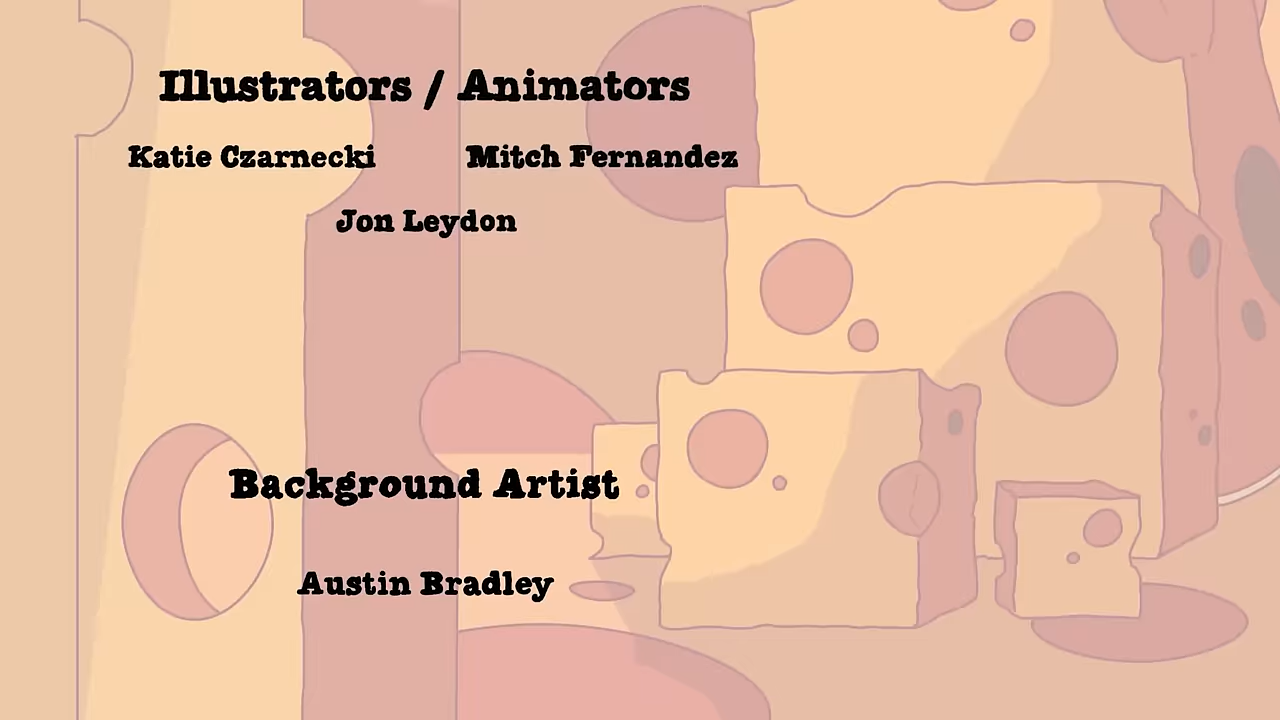 Illustrators / Animators
Katie Czarnecki Mitch Fernandez
Jon Leydon
Background Artist
Austin Bradley